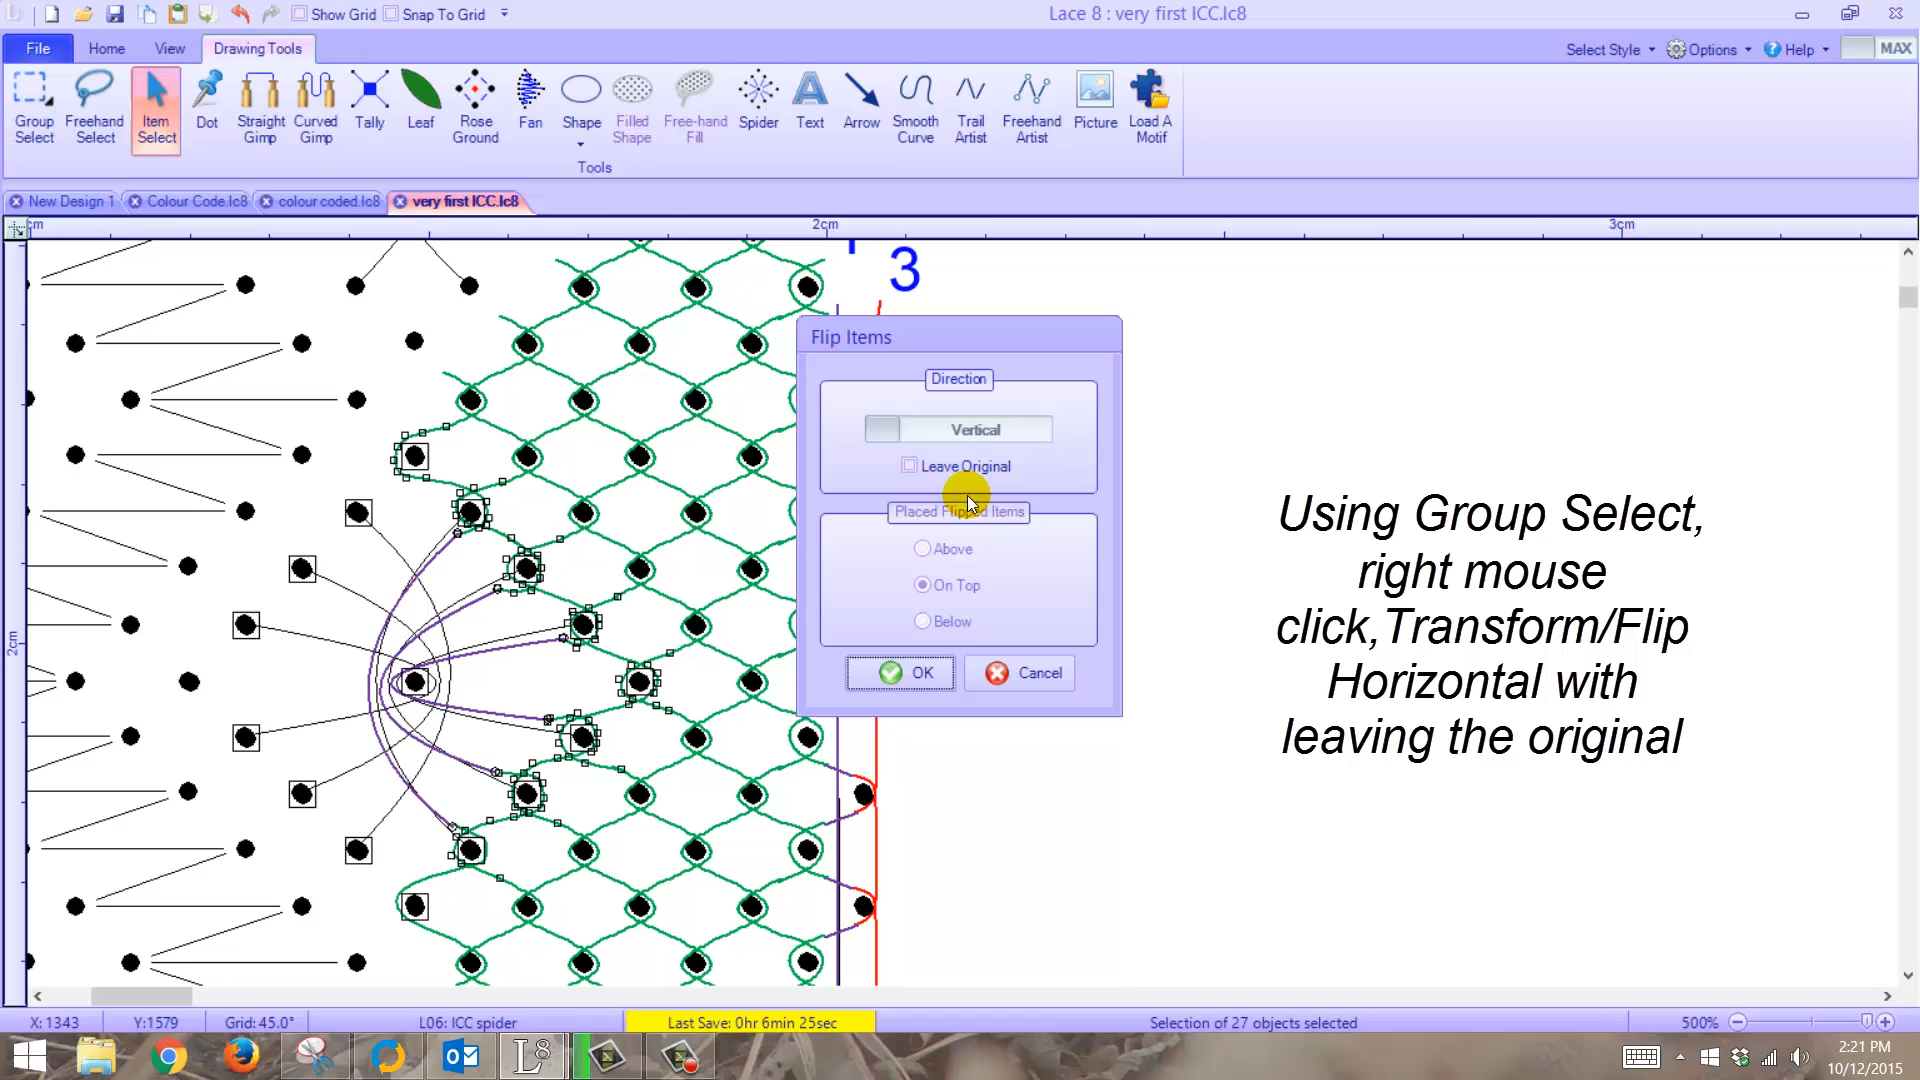 Show Grid Snap To Grid Lace 8 : very first ICC.lc8
File Home View Drawing Tools Select Style Options Help MAX
Group Select
Freehand Select
Item Select
Dot
Straight Gimp
Curved Gimp
Tally
Leaf
Rose Ground
Fan
Shape
Filled Shape
Free-hand Fill
Spider
Text
Arrow
Smooth Curve
Trail Artist
Freehand Artist
Picture
Load A Motif
Tools
New Design 1 Colour Code.lc8 colour coded.lc8 very first ICC.lc8
cm 2cm 3cm
3
2cm
Flip Items
Direction
Vertical
Leave Original
Placed Flipped Items
Above
On Top
Below
OK Cancel
Using Group Select,
right mouse
click,Transform/Flip
Horizontal with
leaving the original
X: 1343 Y:1579 Grid: 45.0° L06: ICC spider Last Save: 0hr 6min 25sec Selection of 27 objects selected 500%
L8
2:21 PM
10/12/2015